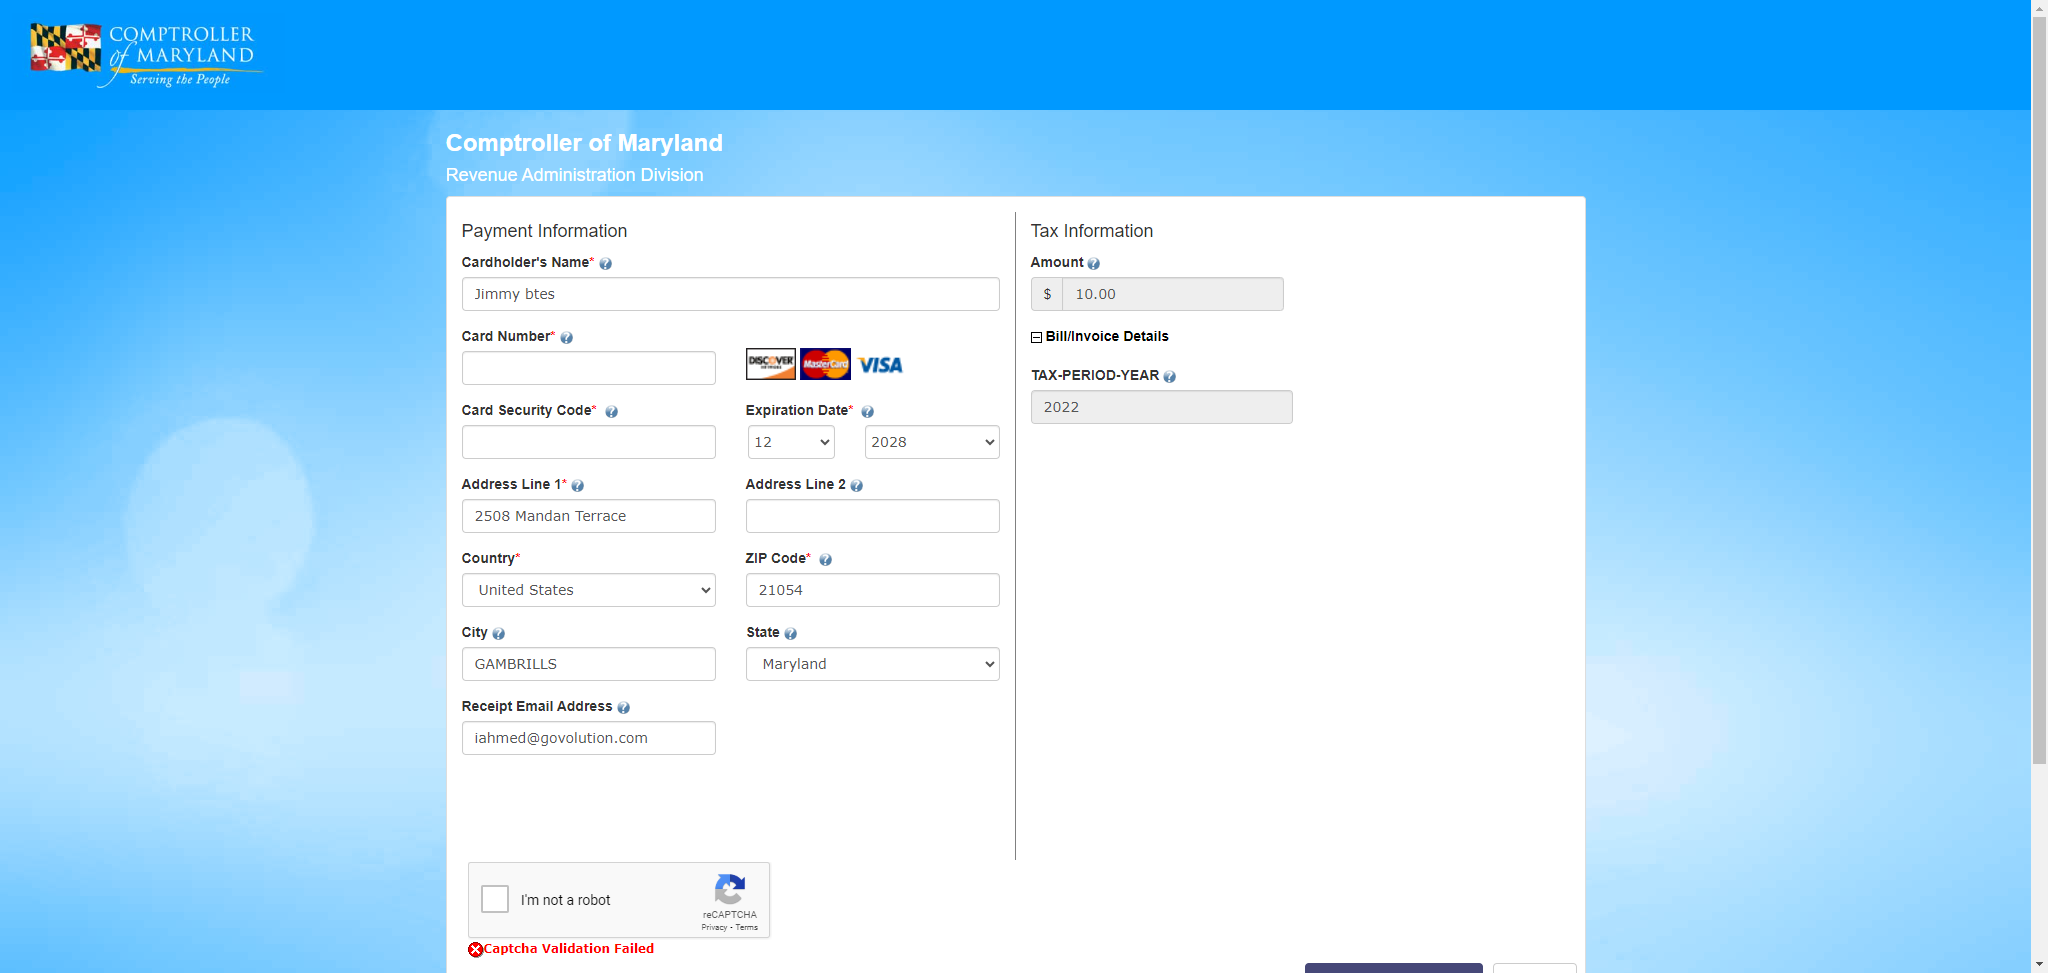 COMPTROLLER
of MARYLAND
Serving the People
Comptroller of Maryland
Revenue Administration Division
Payment Information
Cardholder's Name*
Jimmy btes
Card Number*
DISCOVER
NETWORK
MasterCard
VISA
Card Security Code*
Expiration Date*
12
2028
Address Line 1*
Address Line 2
2508 Mandan Terrace
Country*
ZIP Code*
United States
21054
City
State
GAMBRILLS
Maryland
Receipt Email Address
iahmed@govolution.com
Tax Information
Amount
$ 10.00
Bill/Invoice Details
TAX-PERIOD-YEAR
2022
I'm not a robot
reCAPTCHA
Privacy - Terms
Captcha Validation Failed